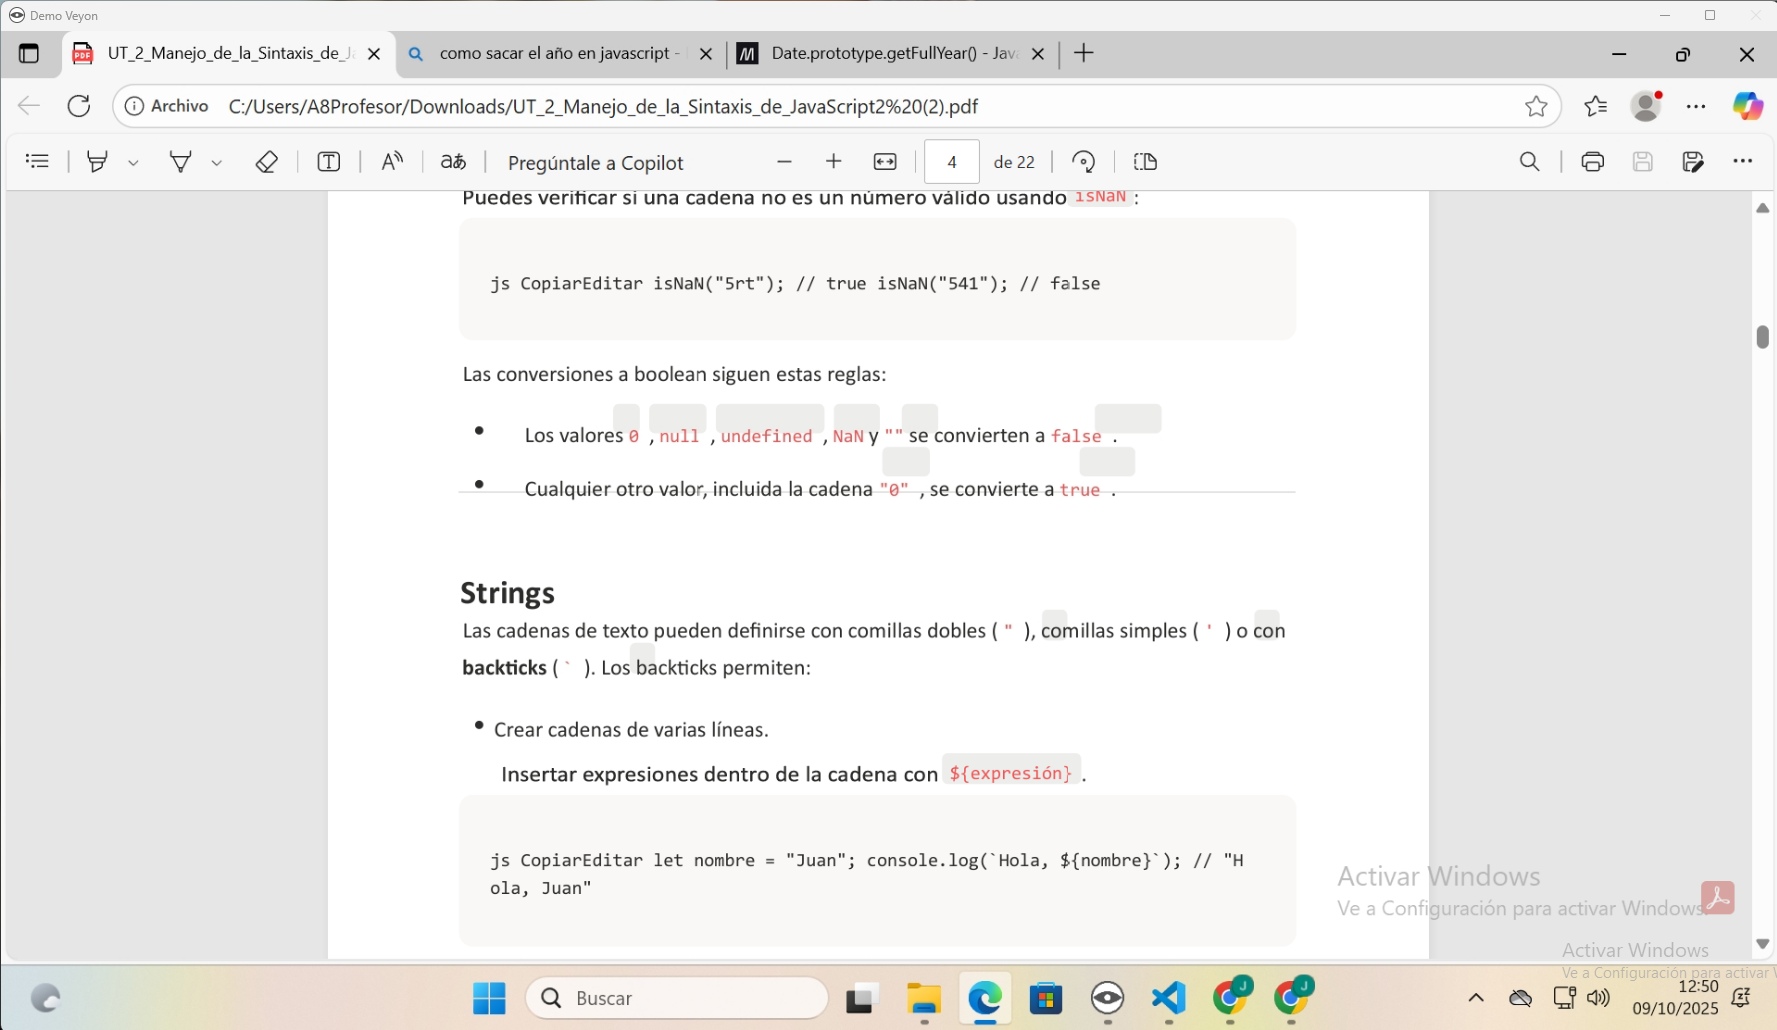 Demo Veyon
UT_2_Manejo_de_la_Sintaxis_de_Ja
como sacar el año en javascript -
Date.prototype.getFullYear() - Java
Archivo
C:/Users/A8Profesor/Downloads/UT_2_Manejo_de_la_Sintaxis_de_JavaScript2%20(2).pdf
Pregúntale a Copilot
4 de 22
Puedes verificar si una cadena no es un número válido usando isNaN :
js CopiarEditar isNaN("5rt"); // true isNaN("541"); // false
Las conversiones a boolean siguen estas reglas:
• Los valores 0 , null , undefined , NaN y "" se convierten a false .
• Cualquier otro valor, incluida la cadena "0" , se convierte a true .
Strings
Las cadenas de texto pueden definirse con comillas dobles ( " ), comillas simples ( ' ) o con
backticks ( ` ). Los backticks permiten:
• Crear cadenas de varias líneas.
Insertar expresiones dentro de la cadena con ${expresión} .
js CopiarEditar let nombre = "Juan"; console.log(`Hola, ${nombre}`); // "H
ola, Juan"
Activar Windows
Ve a Configuración para activar Windows.
Activar Windows
Ve a Configuración para activar
Buscar
12:50
09/10/2025